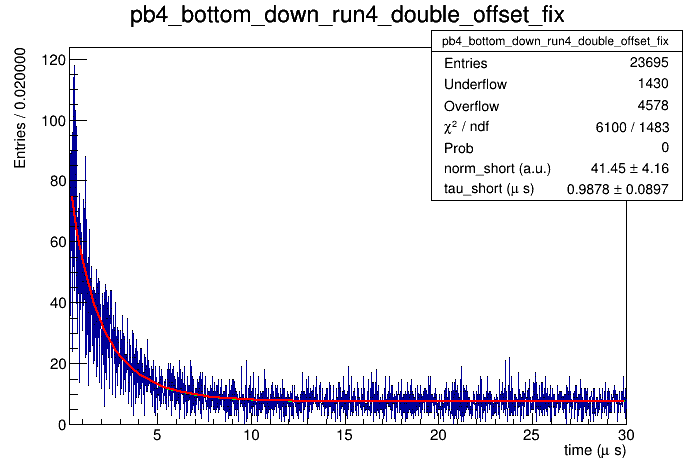 pb4_bottom_down_run4_double_offset_fix
pb4_bottom_down_run4_double_offset_fix
Entries 23695
Underflow 1430
Overflow 4578
χ² / ndf 6100 / 1483
Prob 0
norm_short (a.u.) 41.45 ± 4.16
tau_short (μ s) 0.9878 ± 0.0897
Entries / 0.020000
120
100
80
60
40
20
0
5 10 15 20 25 30
time (μ s)